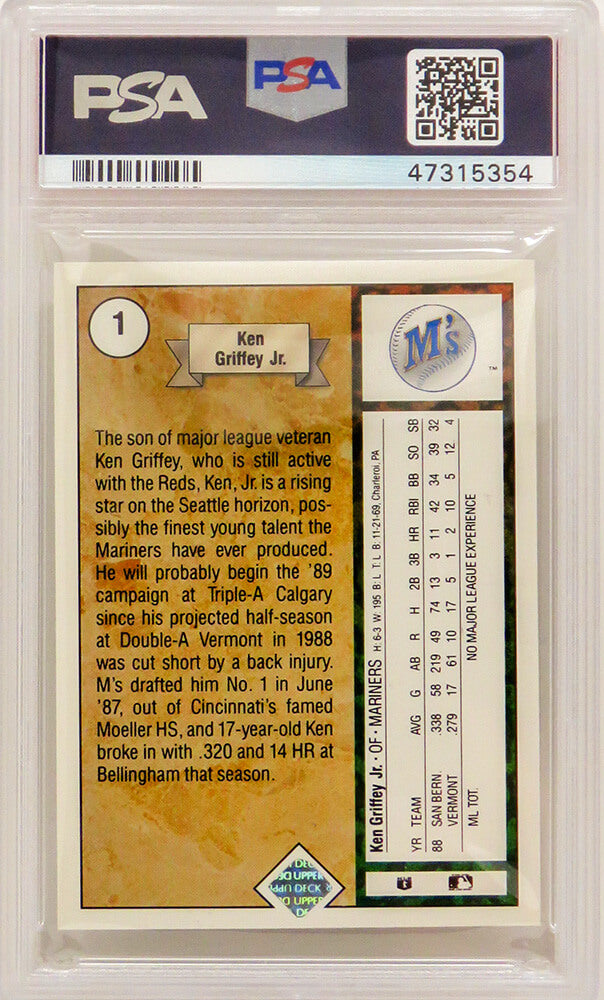 PSA
PSA
47315354
1
Ken
Griffey Jr.
M's
TM
The son of major league veteran
Ken Griffey, who is still active
with the Reds, Ken, Jr. is a rising
star on the Seattle horizon, pos-
sibly the finest young talent the
Mariners have ever produced.
He will probably begin the '89
campaign at Triple-A Calgary
since his projected half-season
at Double-A Vermont in 1988
was cut short by a back injury.
M's drafted him No. 1 in June
'87, out of Cincinnati's famed
Moeller HS, and 17-year-old Ken
broke in with .320 and 14 HR at
Bellingham that season.
Ken Griffey Jr. • OF • MARINERS H: 6-3 W: 195 B: L T: L B: 11-21-69, Charleroi, PA
YR TEAM AVG G AB R H 2B 3B HR RBI BB SO SB
88 SAN BERN. .338 58 219 49 74 13 3 11 42 34 39 32
VERMONT .279 17 61 10 17 5 1 2 10 5 12 4
ML TOT. NO MAJOR LEAGUE EXPERIENCE
UPPER
DECK
UPPER